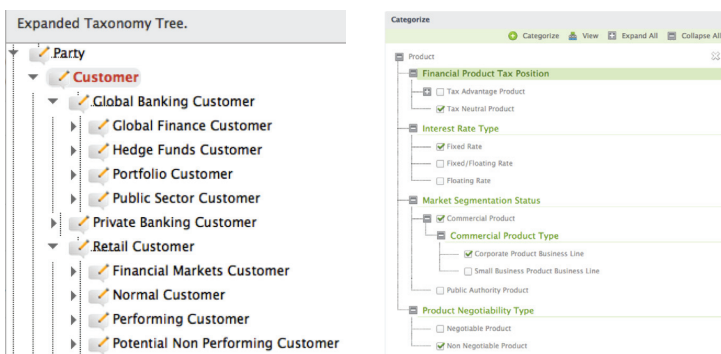 Expanded Taxonomy Tree.
Party
Customer
Global Banking Customer
Global Finance Customer
Hedge Funds Customer
Portfolio Customer
Public Sector Customer
Private Banking Customer
Retail Customer
Financial Markets Customer
Normal Customer
Performing Customer
Potential Non Performing Customer
Categorize
Categorize View Expand All Collapse All
Product
Financial Product Tax Position
Tax Advantage Product
Tax Neutral Product
Interest Rate Type
Fixed Rate
Fixed/Floating Rate
Floating Rate
Market Segmentation Status
Commercial Product
Commercial Product Type
Corporate Product Business Line
Small Business Product Business Line
Public Authority Product
Product Negotiability Type
Negotiable Product
Non Negotiable Product